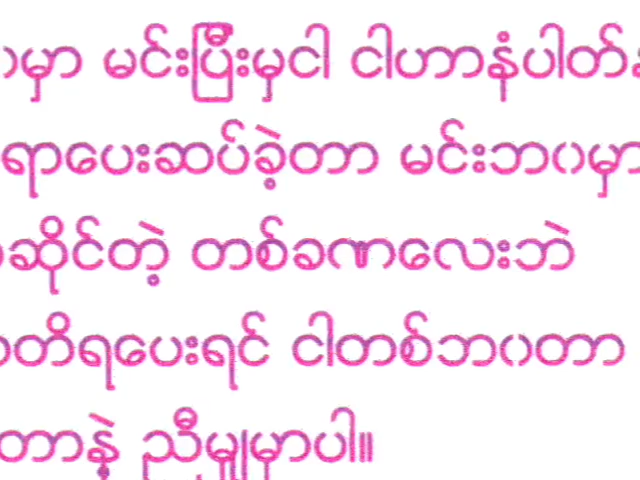 မှာ မင်းပြီးမှငါ ငါဟာနံပါတ်
ရာပေးဆပ်ခဲ့တာ မင်းဘဝမှာ
ဆိုင်တဲ့ တစ်ခဏလေးဘဲ
တိရပေးရင် ငါတစ်ဘဝတာ
တာနဲ့ ညီမျှမှာပါ။